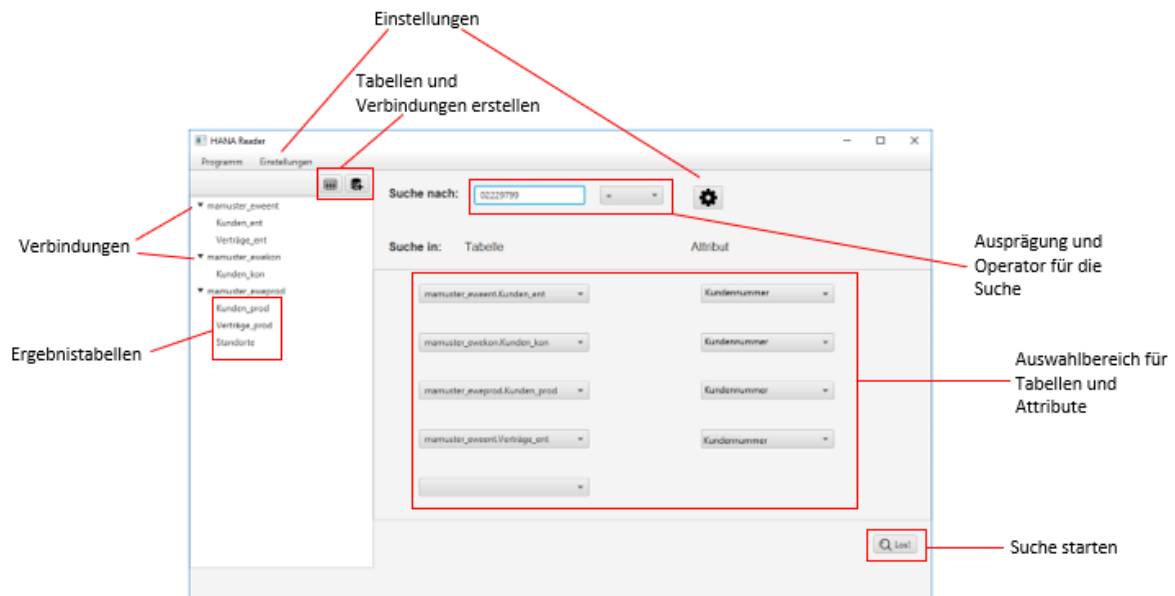 Einstellungen
Tabellen und
Verbindungen erstellen
HANA Reader
Programm Einstellungen
Suche nach: 02229799 =
mamuster_eweent
Kunden_ent
Verträge_ent
Verbindungen
mamuster_ewekon
Kunden_kon
mamuster_eweprod
Kunden_prod
Verträge_prod
Standorte
Ergebnistabellen
Suche in: Tabelle Attribut
mamuster_eweent.Kunden_ent Kundennummer
mamuster_ewekon.Kunden_kon Kundennummer
mamuster_eweprod.Kunden_prod Kundennummer
mamuster_eweent.Verträge_ent Kundennummer
Los!
Ausprägung und
Operator für die
Suche
Auswahlbereich für
Tabellen und
Attribute
Suche starten